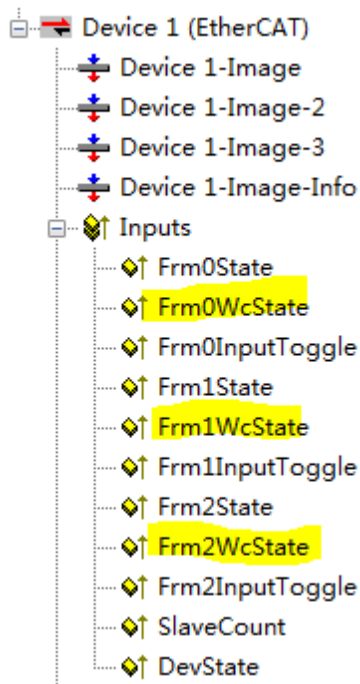 Device 1 (EtherCAT)
Device 1-Image
Device 1-Image-2
Device 1-Image-3
Device 1-Image-Info
Inputs
Frm0State
Frm0WcState
Frm0InputToggle
Frm1State
Frm1WcState
Frm1InputToggle
Frm2State
Frm2WcState
Frm2InputToggle
SlaveCount
DevState